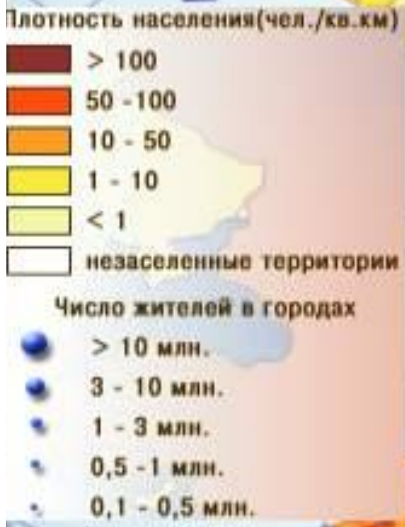 Плотность населения(чел./кв.км)
> 100
50 -100
10 - 50
1 - 10
< 1
незаселенные территории
Число жителей в городах
> 10 млн.
3 - 10 млн.
1 - 3 млн.
0,5 -1 млн.
0,1 - 0,5 млн.